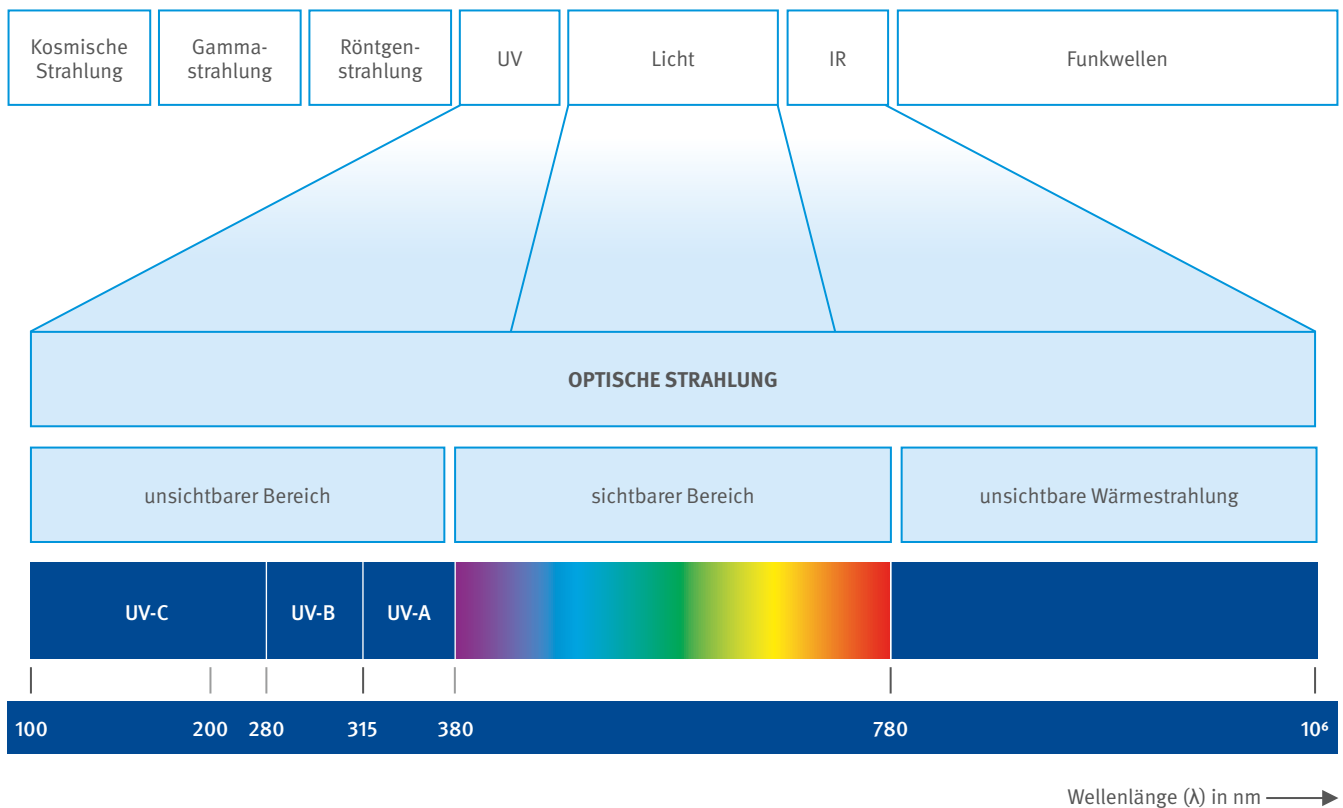 Kosmische
Strahlung
Gamma-
strahlung
Röntgen-
strahlung
UV
Licht
IR
Funkwellen
OPTISCHE STRAHLUNG
unsichtbarer Bereich
sichtbarer Bereich
unsichtbare Wärmestrahlung
UV-C
UV-B
UV-A
100
200
280
315
380
780
10⁶
Wellenlänge (λ) in nm